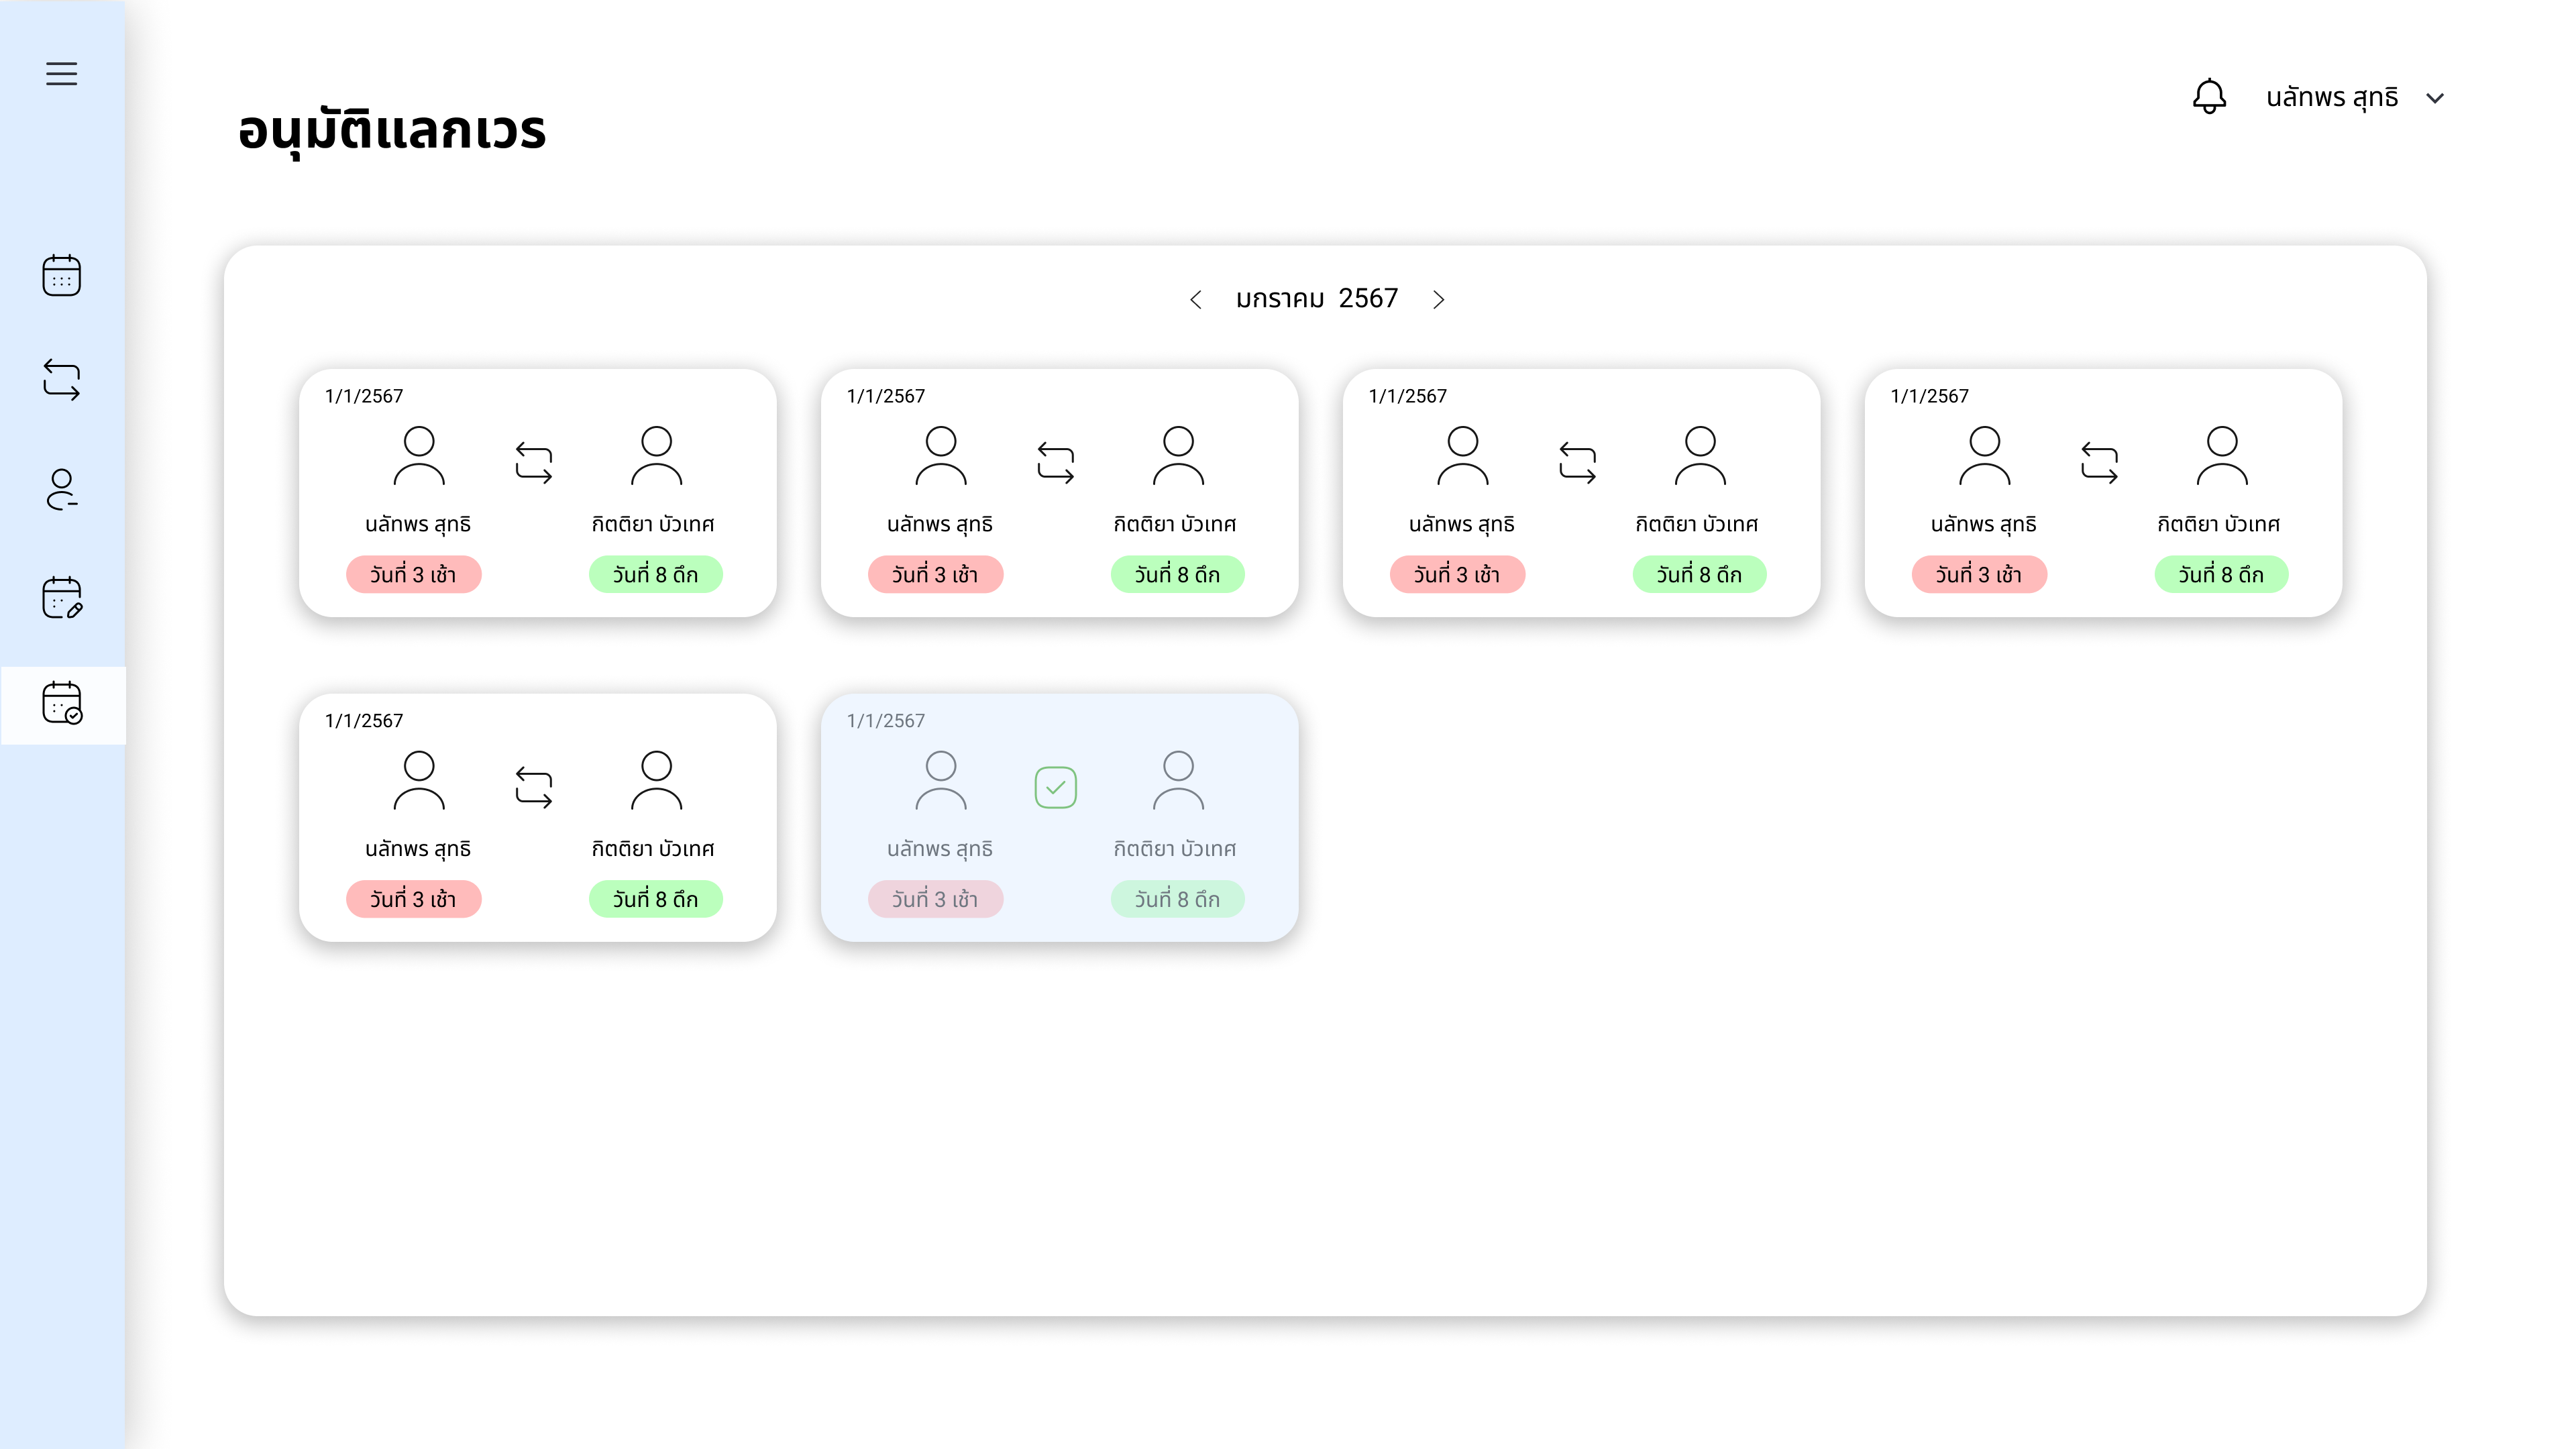 นลัทพร สุทธิ
อนุมัติแลกเวร
มกราคม 2567
1/1/2567
นลัทพร สุทธิ กิตติยา บัวเทศ
วันที่ 3 เช้า วันที่ 8 ดึก
1/1/2567
นลัทพร สุทธิ กิตติยา บัวเทศ
วันที่ 3 เช้า วันที่ 8 ดึก
1/1/2567
นลัทพร สุทธิ กิตติยา บัวเทศ
วันที่ 3 เช้า วันที่ 8 ดึก
1/1/2567
นลัทพร สุทธิ กิตติยา บัวเทศ
วันที่ 3 เช้า วันที่ 8 ดึก
1/1/2567
นลัทพร สุทธิ กิตติยา บัวเทศ
วันที่ 3 เช้า วันที่ 8 ดึก
1/1/2567
นลัทพร สุทธิ กิตติยา บัวเทศ
วันที่ 3 เช้า วันที่ 8 ดึก